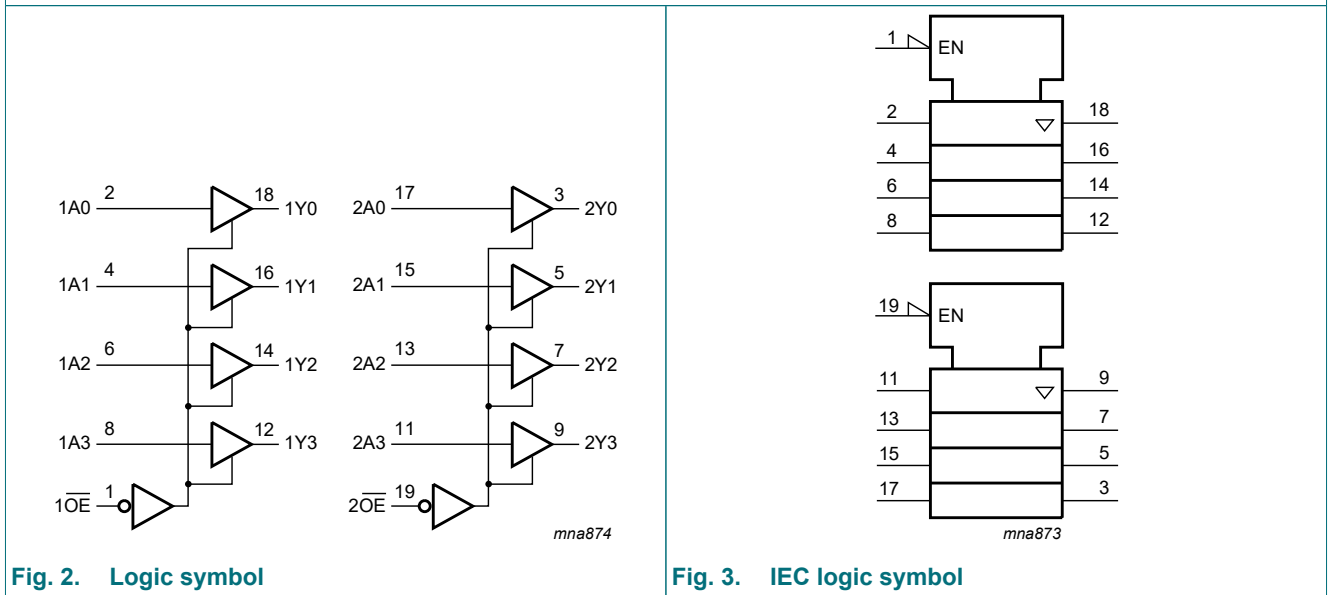 1A0 2 18 1Y0
2A0 17 3 2Y0
1A1 4 16 1Y1
2A1 15 5 2Y1
1A2 6 14 1Y2
2A2 13 7 2Y2
1A3 8 12 1Y3
2A3 11 9 2Y3
1O̅E̅ 1
2O̅E̅ 19
mna874
Fig. 2. Logic symbol
1 EN
2 18
4 16
6 14
8 12
19 EN
11 9
13 7
15 5
17 3
mna873
Fig. 3. IEC logic symbol